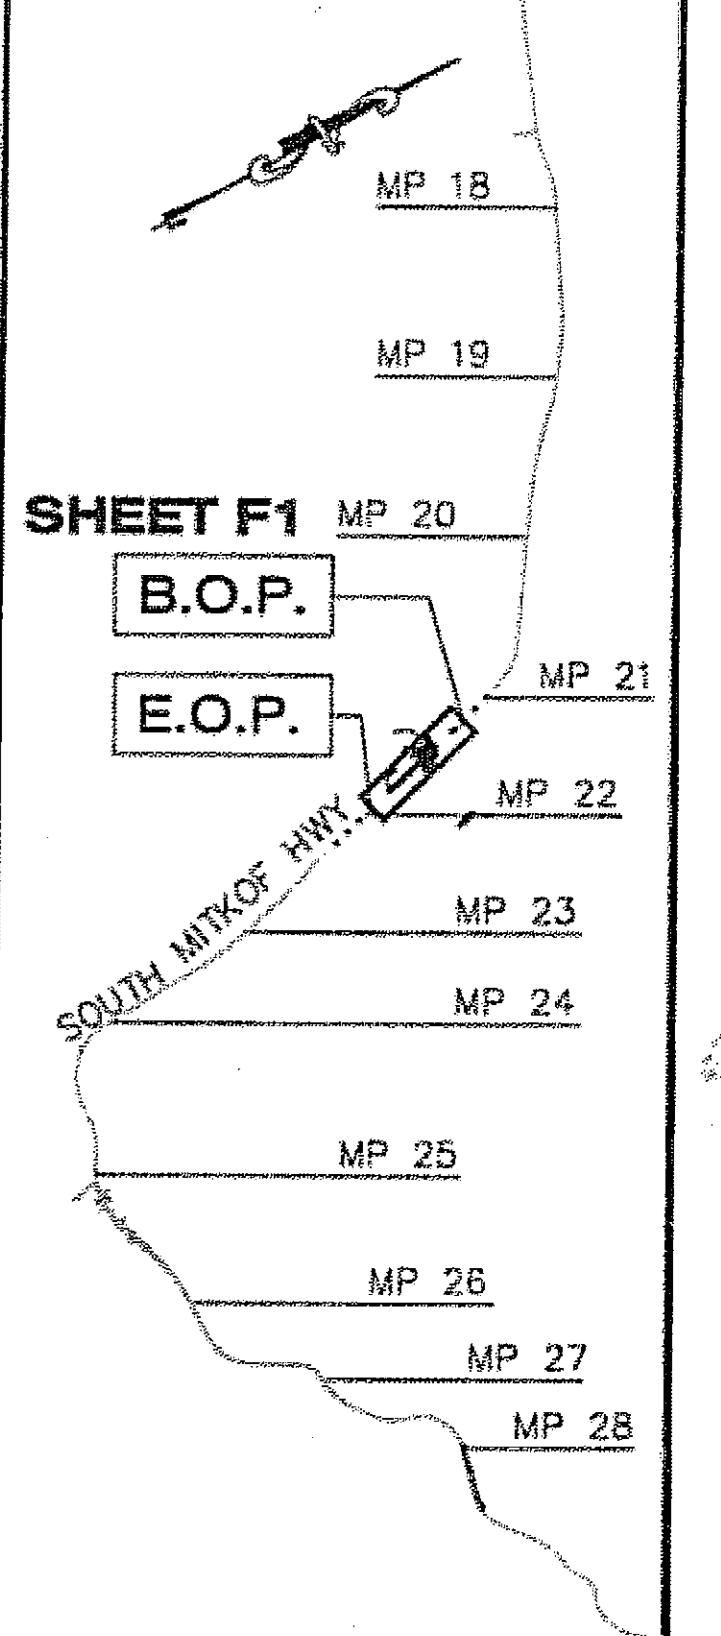 MP 18
MP 19
SHEET F1 MP 20
B.O.P.
MP 21
E.O.P.
MP 22
SOUTH MITKOF HWY
MP 23
MP 24
MP 25
MP 26
MP 27
MP 28